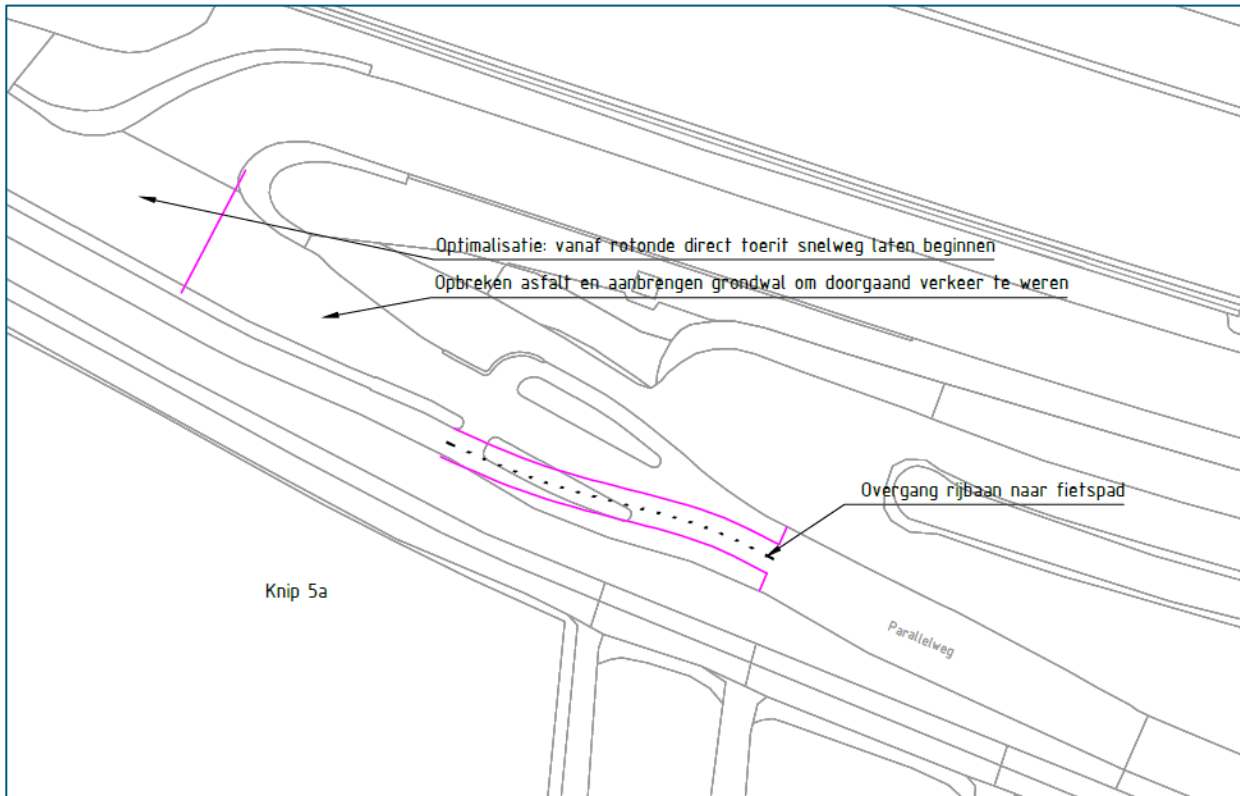 Optimalisatie: vanaf rotonde direct toerit snelweg laten beginnen
Opbreken asfalt en aanbrengen grondwal om doorgaand verkeer te weren
Overgang rijbaan naar fietspad
Knip 5a
Parallelweg